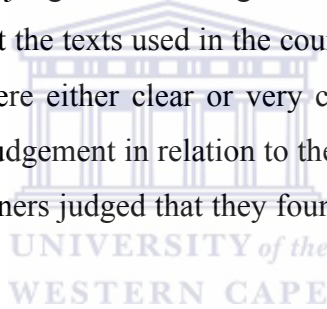 t the texts used in the cou
ere either clear or very c
udgement in relation to the
ners judged that they four
UNIVERSITY of the
WESTERN CAPE